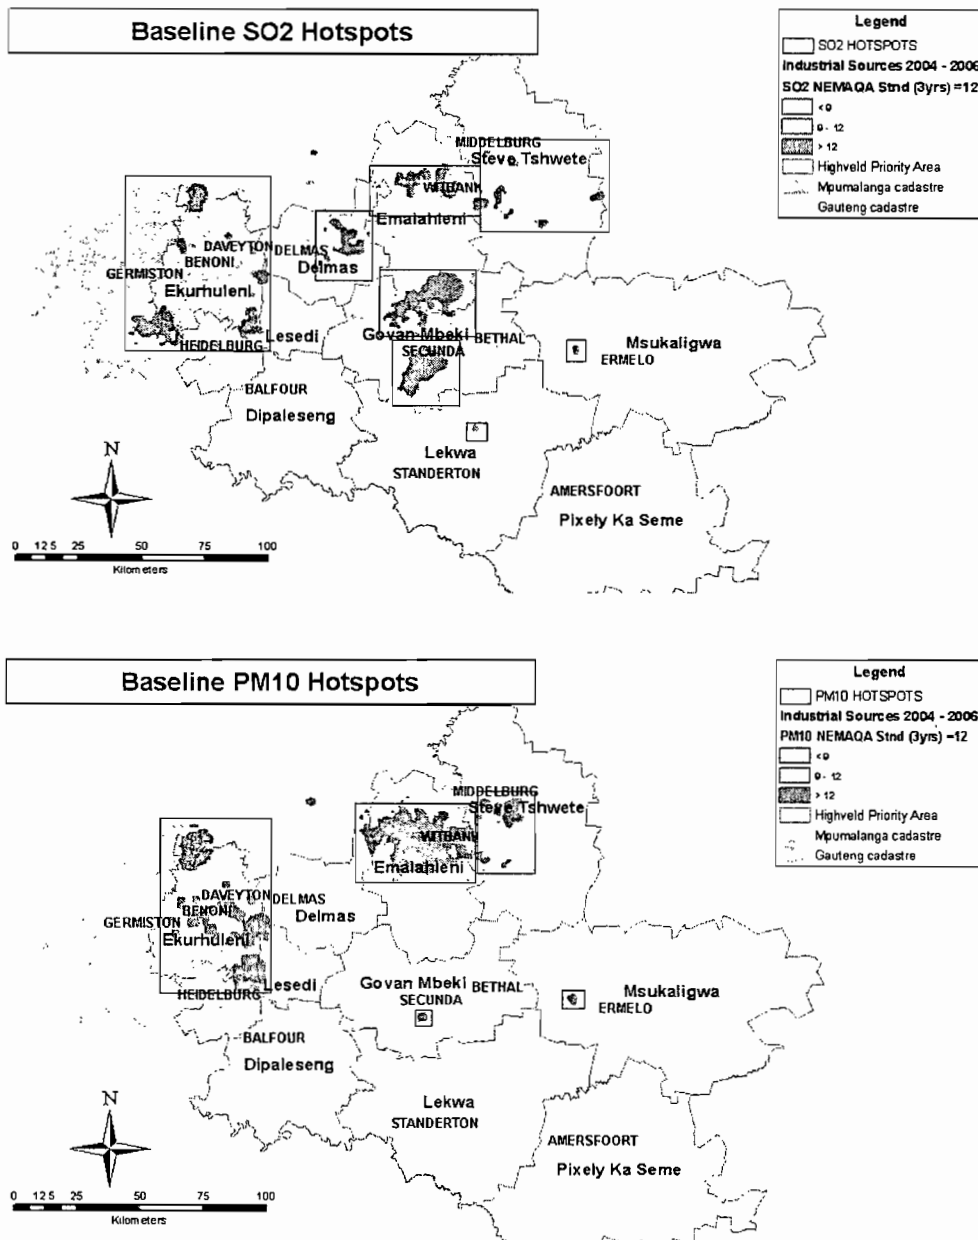 Baseline SO2 Hotspots
Legend
SO2 HOTSPOTS
Industrial Sources 2004 - 2006
SO2 NEMAQA Stnd (3yrs) =12
<9
9 - 12
> 12
Highveld Priority Area
Mpumalanga cadastre
Gauteng cadastre
MIDDELBURG
Steve Tshwete
WITBANK
Emalahleni
DAVEYTON
DELMAS
BENONI
Delmas
GERMISTON
Ekurhuleni
Lesedi
HEIDELBURG
Govan Mbeki
BETHAL
SECUNDA
Msukaligwa
ERMELO
BALFOUR
Dipaleseng
Lekwa
STANDERTON
AMERSFOORT
Pixely Ka Seme
N
0 12 5 25 50 75 100
Kilometers
Baseline PM10 Hotspots
Legend
PM10 HOTSPOTS
Industrial Sources 2004 - 2006
PM10 NEMAQA Stnd (3yrs) =12
<9
9 - 12
> 12
Highveld Priority Area
Mpumalanga cadastre
Gauteng cadastre
MIDDELBURG
Steve Tshwete
WITBANK
Emalahleni
DAVEYTON
DELMAS
BENONI
Delmas
GERMISTON
Ekurhuleni
Lesedi
HEIDELBURG
Govan Mbeki
BETHAL
SECUNDA
Msukaligwa
ERMELO
BALFOUR
Dipaleseng
Lekwa
STANDERTON
AMERSFOORT
Pixely Ka Seme
N
0 12 5 25 50 75 100
Kilometers